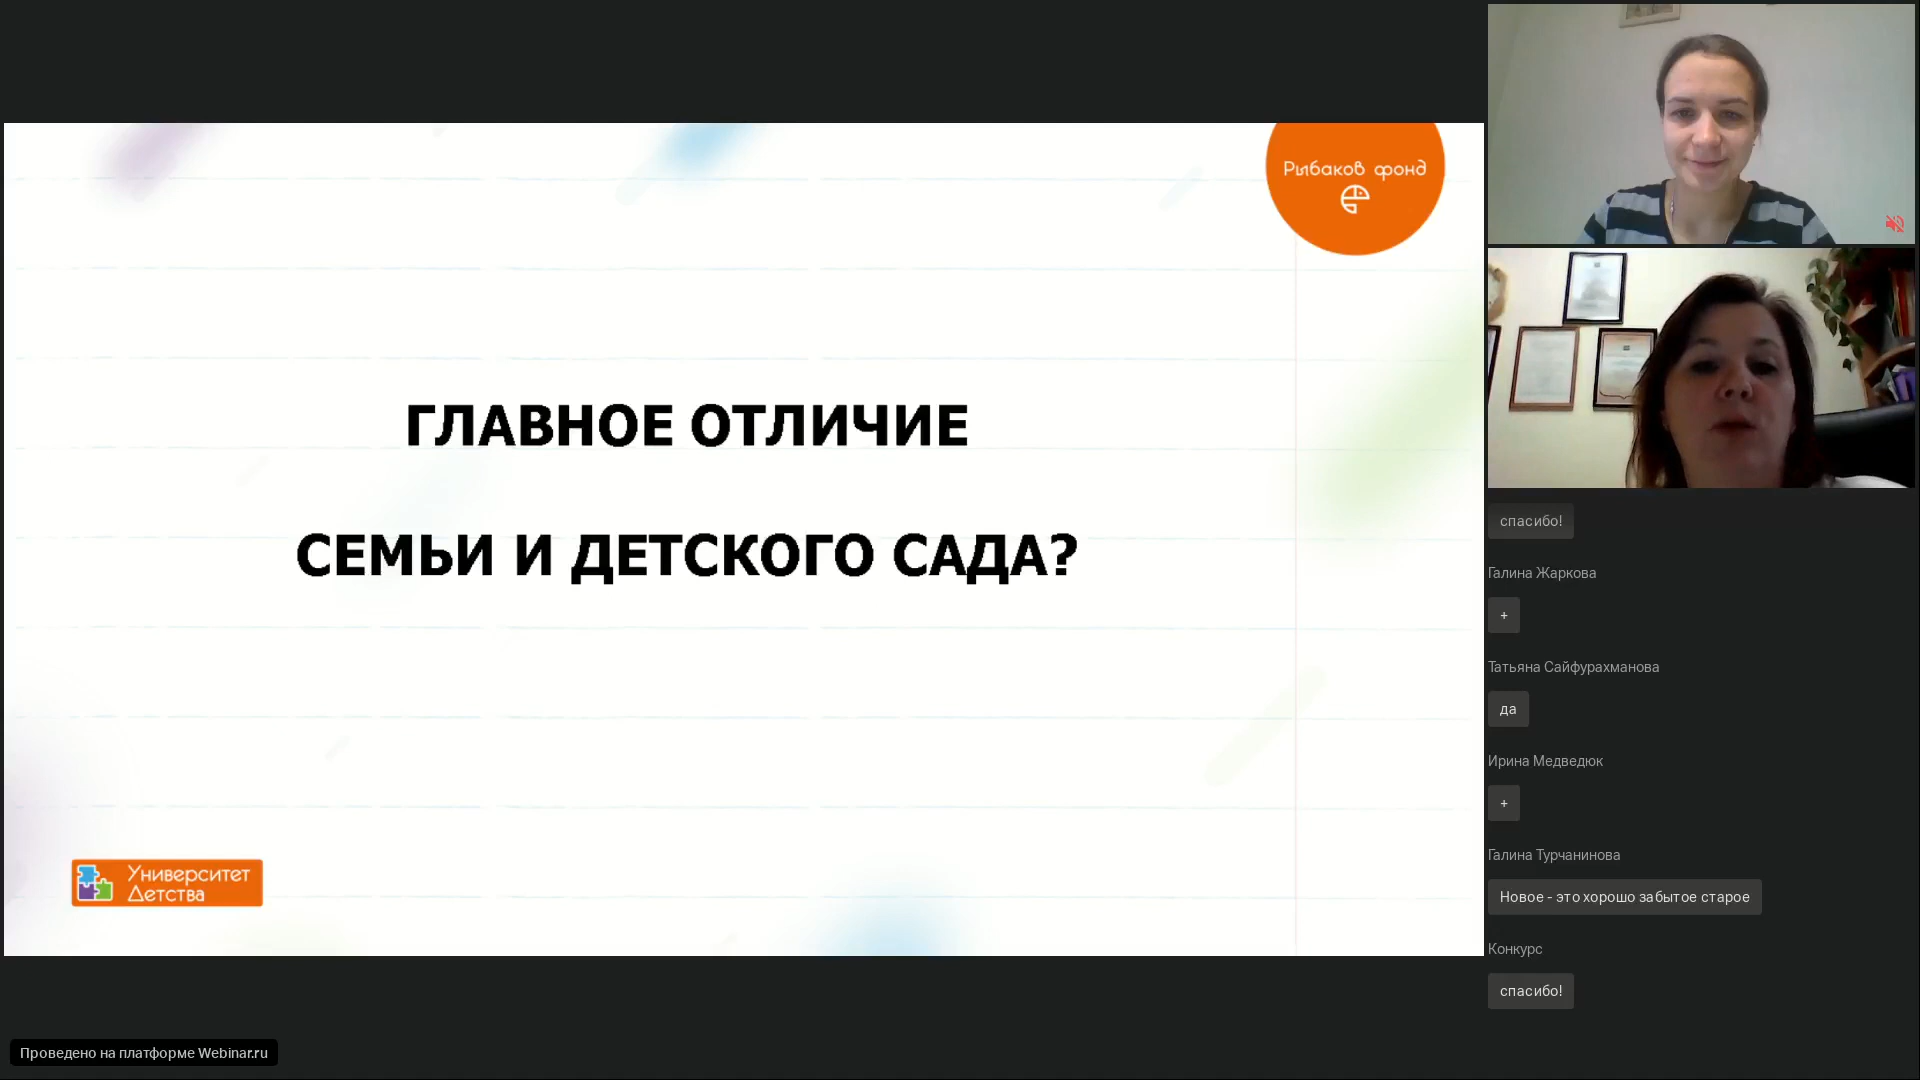 Рыбаков фонд
ГЛАВНОЕ ОТЛИЧИЕ
СЕМЬИ И ДЕТСКОГО САДА?
Университет
Детства
спасибо!
Галина Жаркова
+
Татьяна Сайфурахманова
да
Ирина Медведюк
+
Галина Турчанинова
Новое - это хорошо забытое старое
Конкурс
спасибо!
Проведено на платформе Webinar.ru